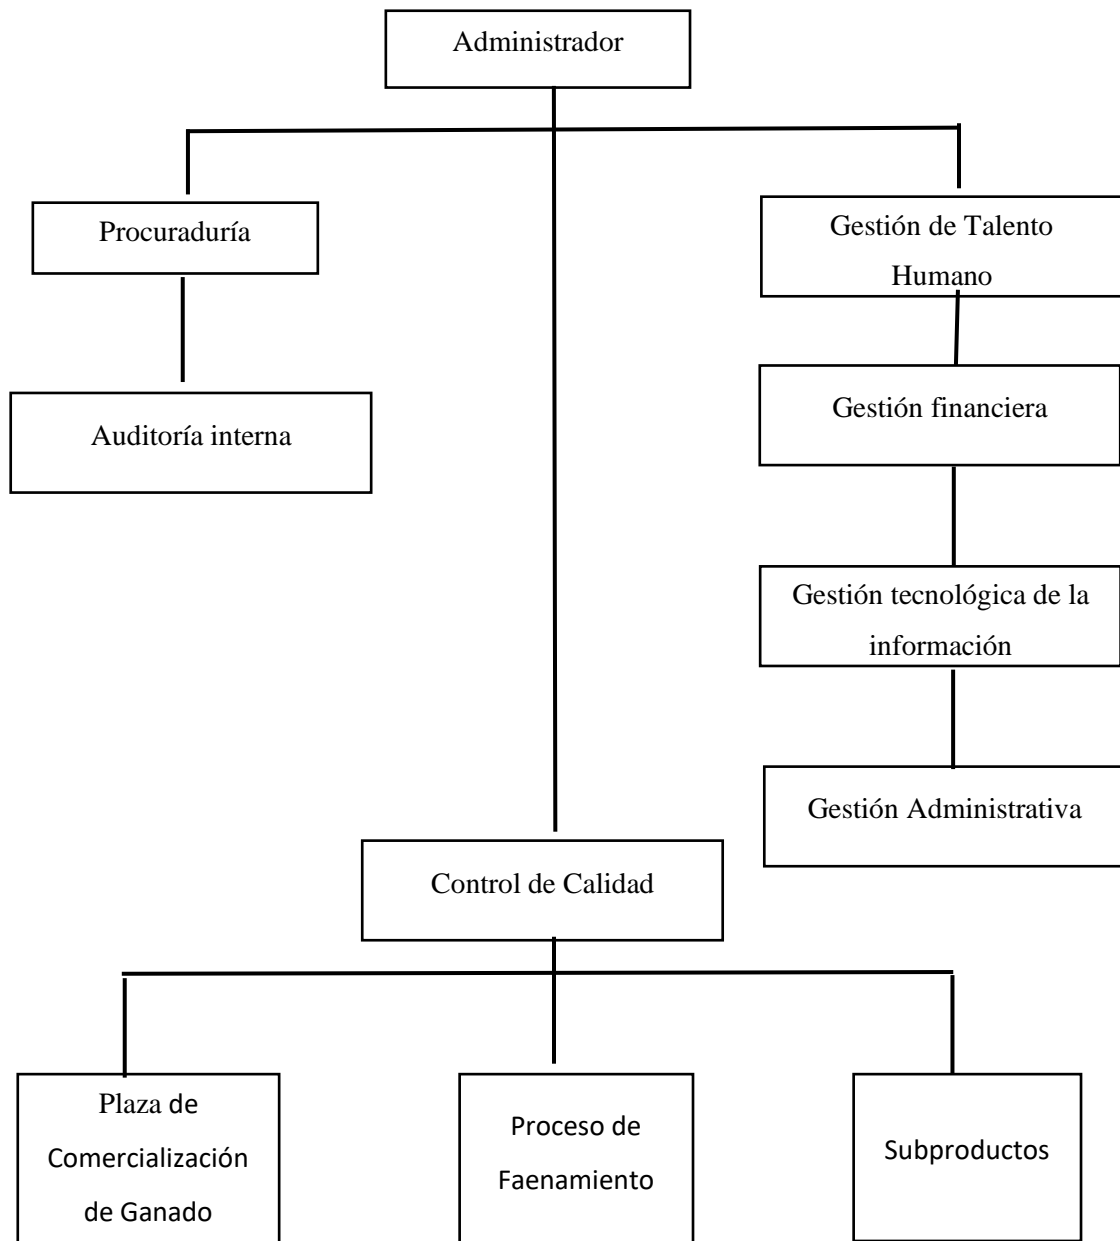 Administrador
Procuraduría
Gestión de Talento
Humano
Auditoría interna
Gestión financiera
Gestión tecnológica de la
información
Gestión Administrativa
Control de Calidad
Plaza de
Comercialización
de Ganado
Proceso de
Faenamiento
Subproductos